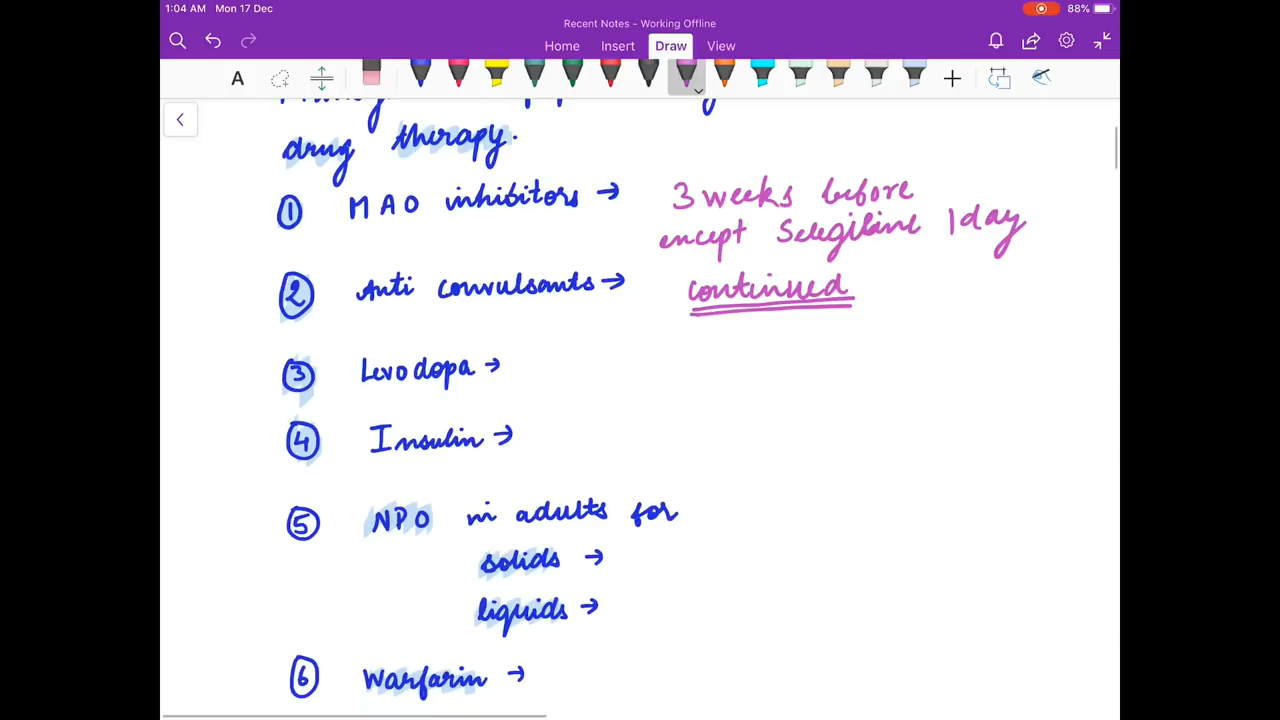 1:04 AM Mon 17 Dec
88%
Recent Notes - Working Offline
Home Insert Draw View
A
drug therapy.
1 MAO inhibitors → 3 weeks before
encept Selegiline 1 day
2 Anti convulsants → continued
3 Levodopa →
4 Insulin →
5 NPO in adults for
solids →
liquids →
6 Warfarin →